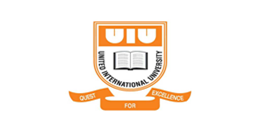 UIU
UNITED INTERNATIONAL UNIVERSITY
QUEST
FOR
EXCELLENCE